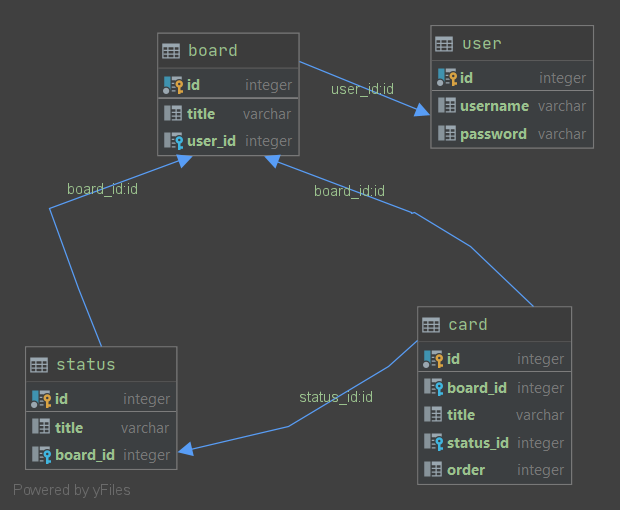 board
id integer
title varchar
user_id integer
user
id integer
username varchar
password varchar
user_id:id
board_id:id
board_id:id
status
id integer
title varchar
board_id integer
card
id integer
board_id integer
title varchar
status_id integer
order integer
status_id:id
Powered by yFiles